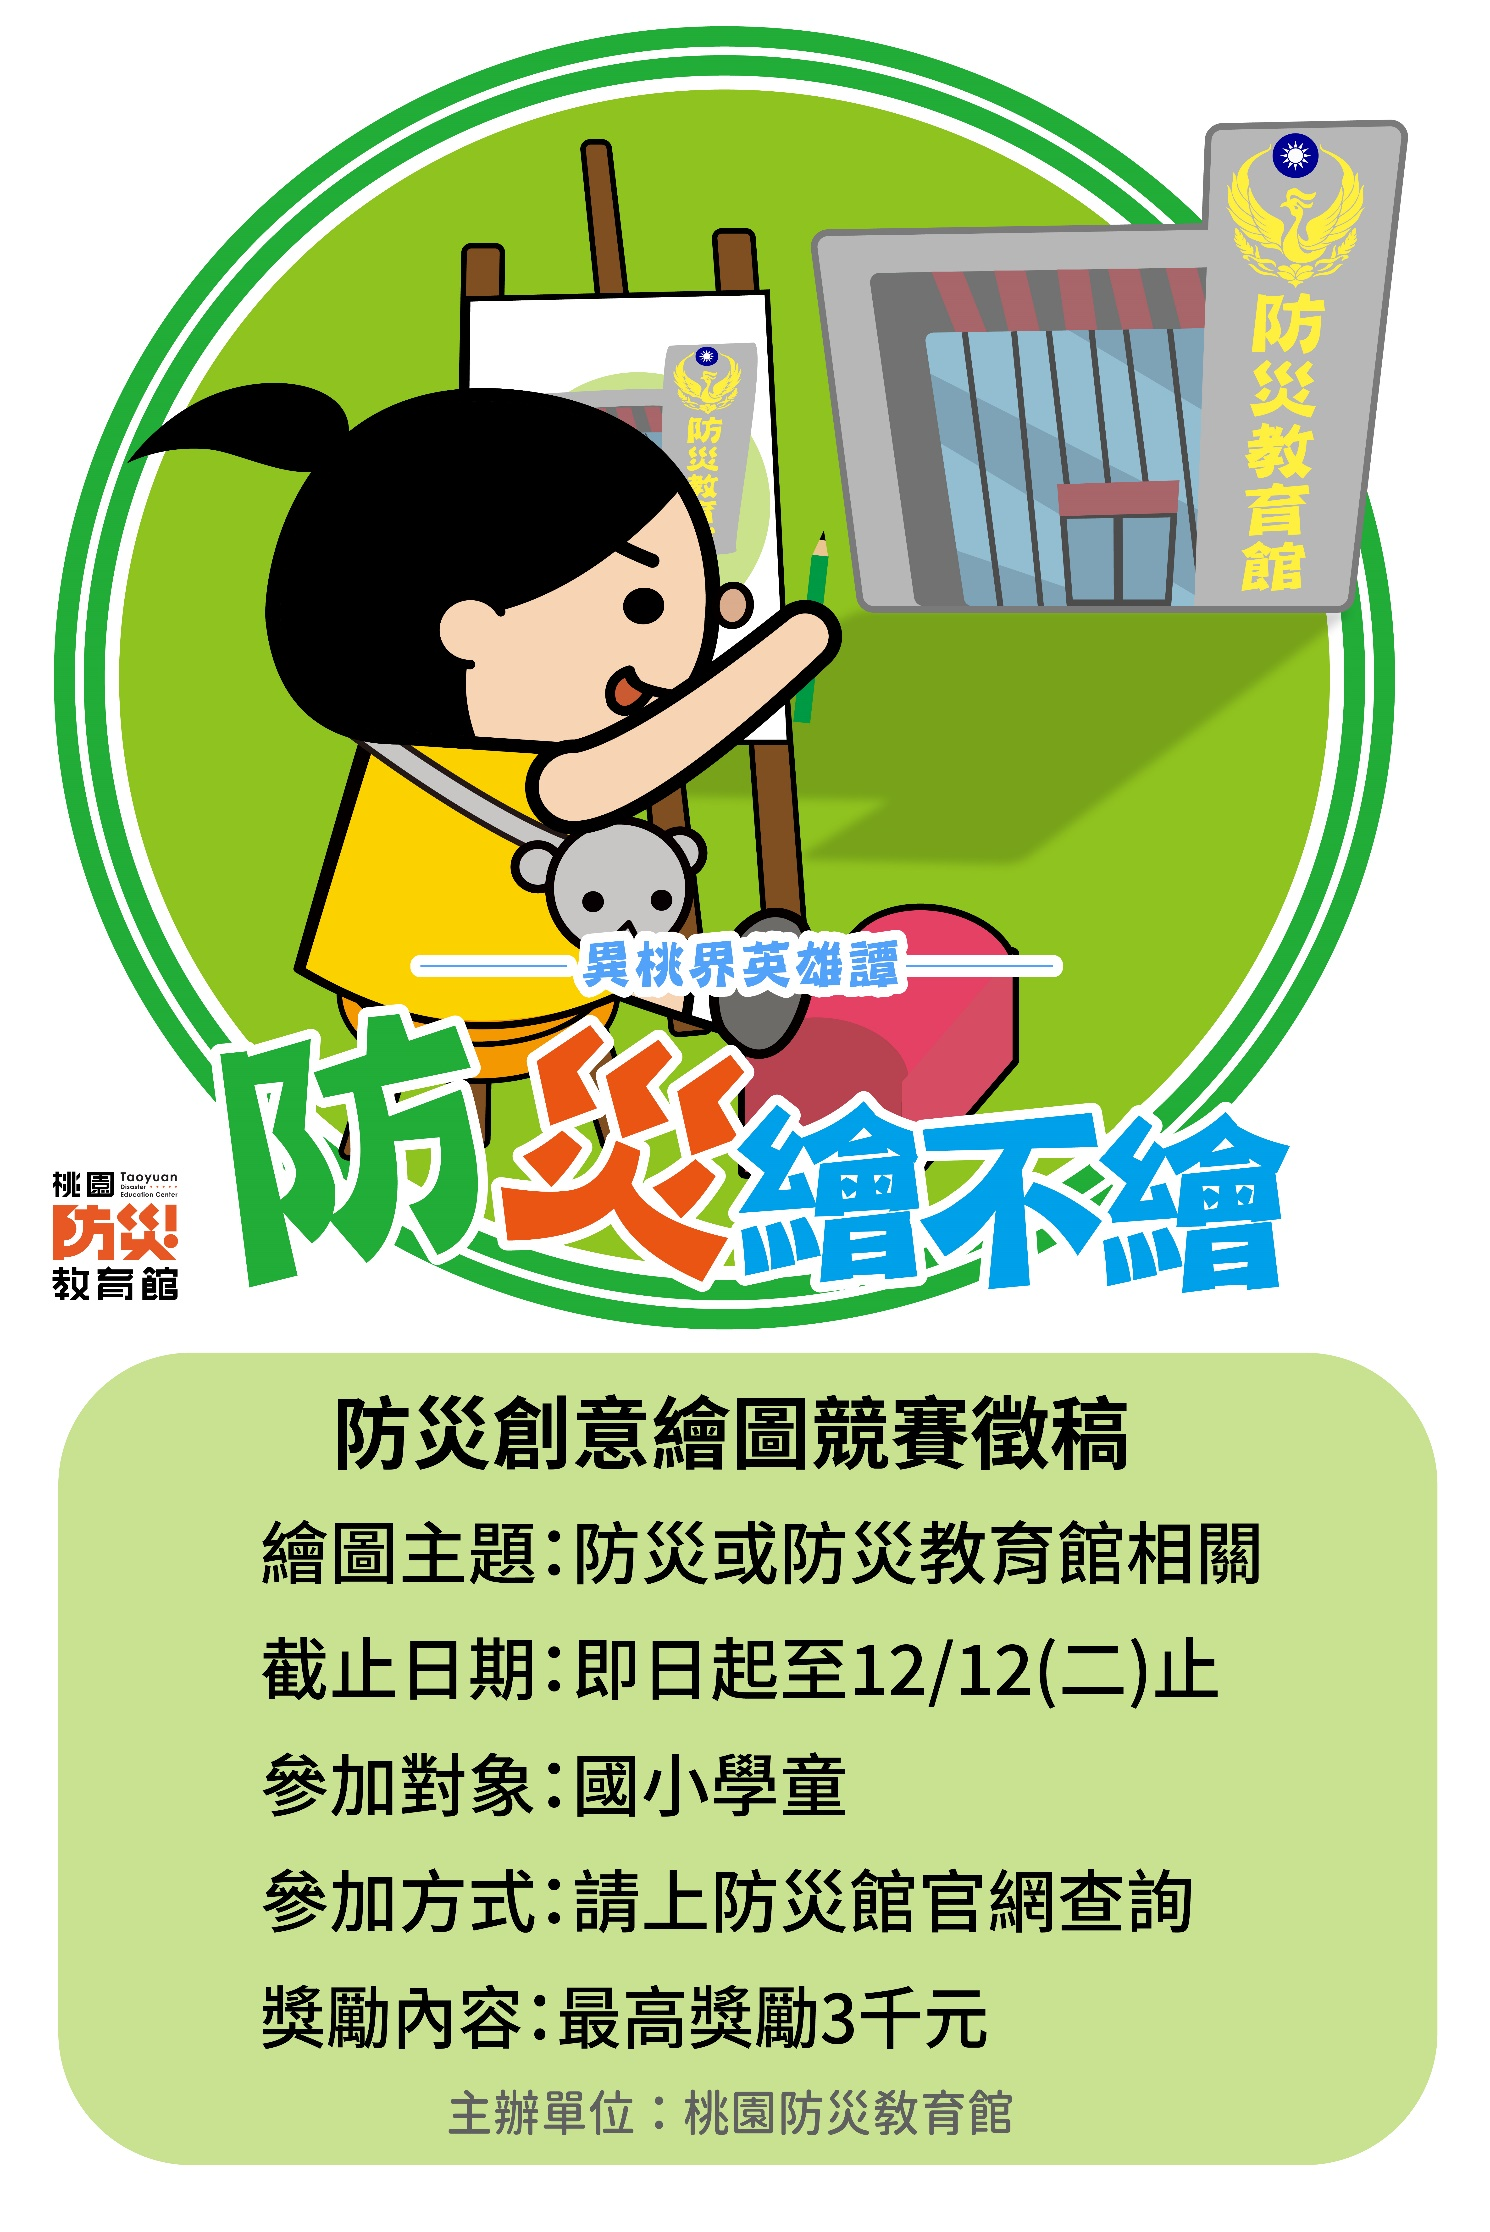 防災教育館
防災教
異桃界英雄譚
防災繪不繪
桃園 Taoyuan
Disaster
Education Center
防災!
教育館
防災創意繪圖競賽徵稿
繪圖主題：防災或防災教育館相關
截止日期：即日起至12/12(二)止
參加對象：國小學童
參加方式：請上防災館官網查詢
獎勵內容：最高獎勵3千元
主辦單位：桃園防災教育館